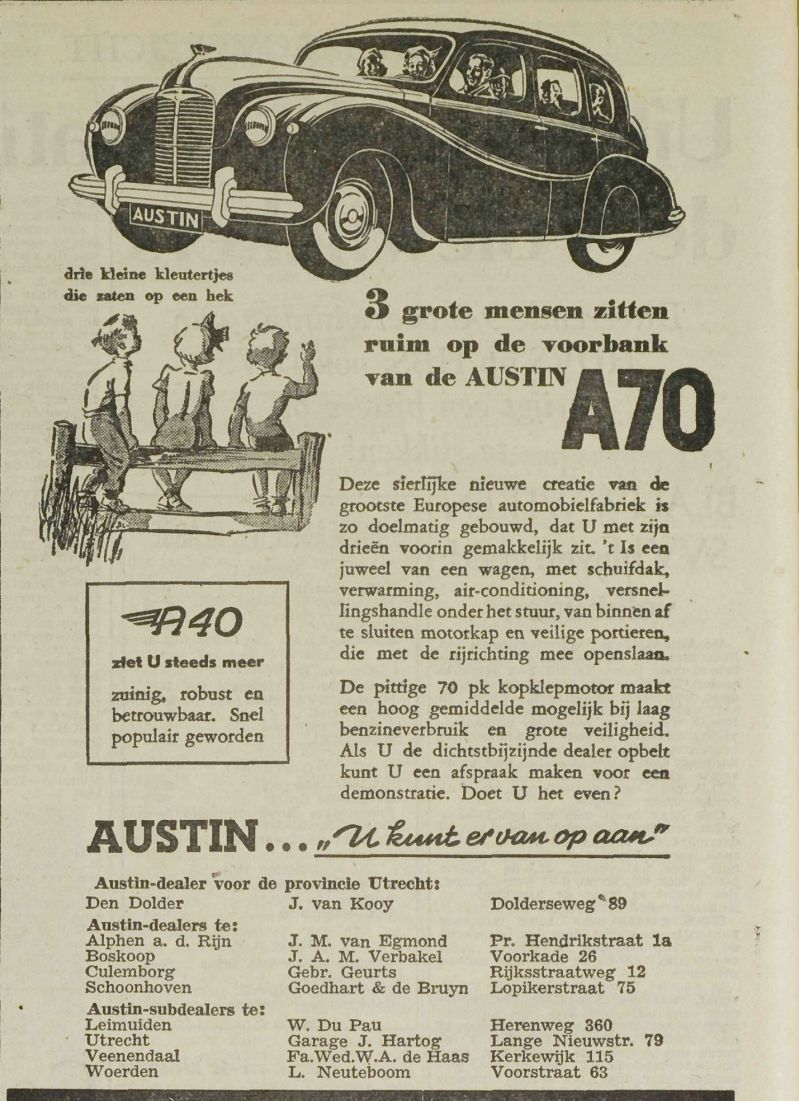 AUSTIN
drie kleine kleutertjes
die zaten op een hek
3 grote mensen zitten
ruim op de voorbank
van de AUSTIN A70
Deze sierlijke nieuwe creatie van de
grootste Europese automobielfabriek is
zo doelmatig gebouwd, dat U met zijn
drieën voorin gemakkelijk zit. 't Is een
juweel van een wagen, met schuifdak,
verwarming, air-conditioning, versnel-
lingshandle onder het stuur, van binnen af
te sluiten motorkap en veilige portieren,
die met de rijrichting mee openslaan.
De pittige 70 pk kopklepmotor maakt
een hoog gemiddelde mogelijk bij laag
benzineverbruik en grote veiligheid.
Als U de dichtstbijzijnde dealer opbelt
kunt U een afspraak maken voor een
demonstratie. Doet U het even?
A40
ziet U steeds meer
zuinig, robust en
betrouwbaar. Snel
populair geworden
AUSTIN... „U kunt er van op aan"
Austin-dealer voor de provincie Utrecht:
Den Dolder J. van Kooy Dolderseweg 89
Austin-dealers te:
Alphen a. d. Rijn J. M. van Egmond Pr. Hendrikstraat 1a
Boskoop J. A. M. Verbakel Voorkade 26
Culemborg Gebr. Geurts Rijksstraatweg 12
Schoonhoven Goedhart & de Bruyn Lopikerstraat 75
Austin-subdealers te:
Leimuiden W. Du Pau Herenweg 360
Utrecht Garage J. Hartog Lange Nieuwstr. 79
Veenendaal Fa.Wed.W.A. de Haas Kerkewijk 115
Woerden L. Neuteboom Voorstraat 63